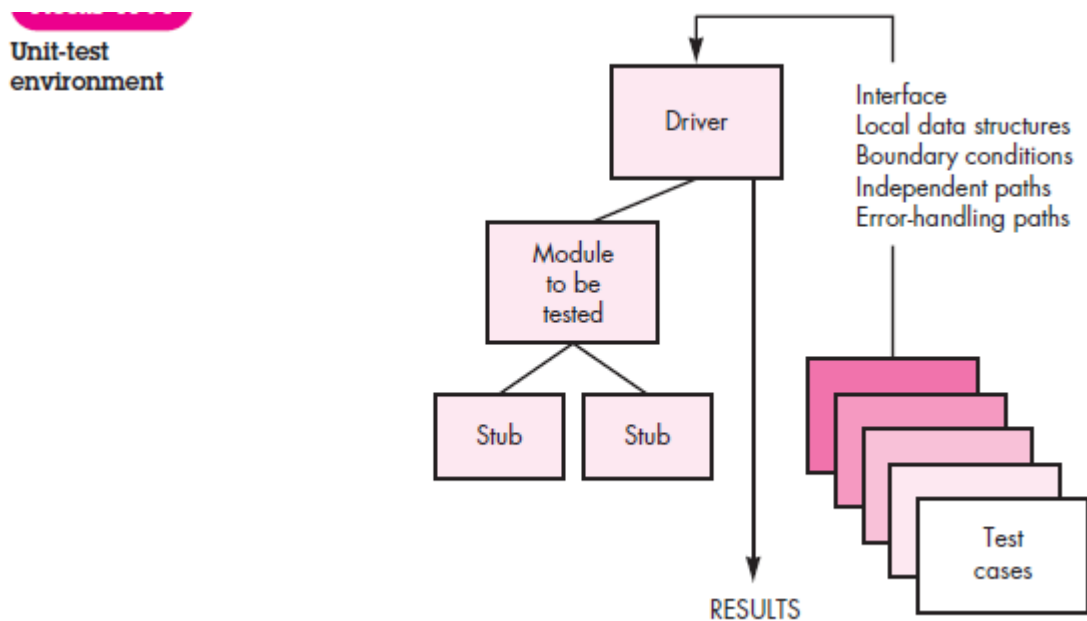 Unit-test
environment
Driver
Interface
Local data structures
Boundary conditions
Independent paths
Error-handling paths
Module
to be
tested
Stub
Stub
Test
cases
RESULTS